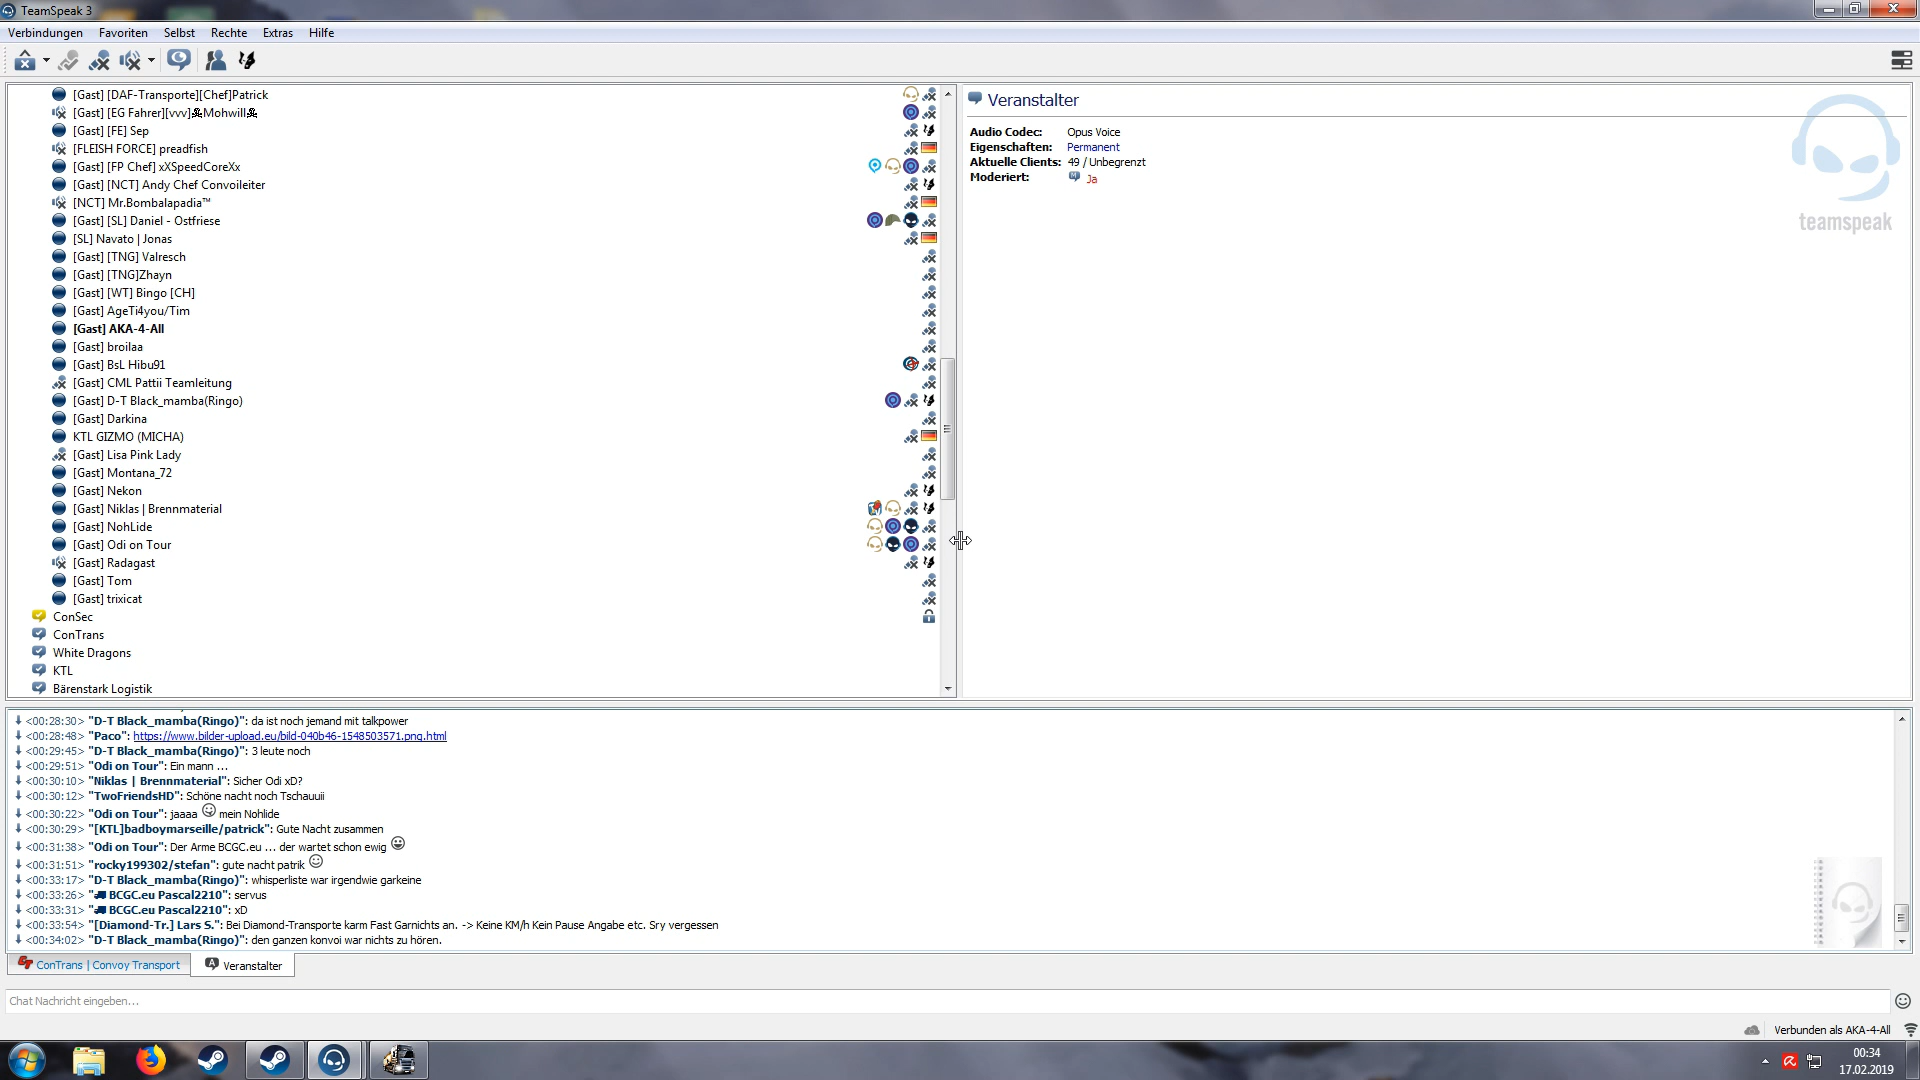 TeamSpeak 3
Verbindungen Favoriten Selbst Rechte Extras Hilfe
[Gast] [DAF-Transporte][Chef]Patrick
[Gast] [EG Fahrer][vvv]☠Mohwill☠
[Gast] [FE] Sep
[FLEISH FORCE] preadfish
[Gast] [FP Chef] xXSpeedCoreXx
[Gast] [NCT] Andy Chef Convoileiter
[NCT] Mr.Bombalapadia™
[Gast] [SL] Daniel - Ostfriese
[SL] Navato | Jonas
[Gast] [TNG] Valresch
[Gast] [TNG]Zhayn
[Gast] [WT] Bingo [CH]
[Gast] AgeTi4you/Tim
[Gast] AKA-4-All
[Gast] broilaa
[Gast] BsL Hibu91
[Gast] CML Pattii Teamleitung
[Gast] D-T Black_mamba(Ringo)
[Gast] Darkina
KTL GIZMO (MICHA)
[Gast] Lisa Pink Lady
[Gast] Montana_72
[Gast] Nekon
[Gast] Niklas | Brennmaterial
[Gast] NohLide
[Gast] Odi on Tour
[Gast] Radagast
[Gast] Tom
[Gast] trixicat
ConSec
ConTrans
White Dragons
KTL
Bärenstark Logistik
Veranstalter
Audio Codec: Opus Voice
Eigenschaften: Permanent
Aktuelle Clients: 49 / Unbegrenzt
Moderiert: Ja
teamspeak
<00:28:30> "D-T Black_mamba(Ringo)": da ist noch jemand mit talkpower
<00:28:48> "Paco": https://www.bilder-upload.eu/bild-040b46-1548503571.png.html
<00:29:45> "D-T Black_mamba(Ringo)": 3 leute noch
<00:29:51> "Odi on Tour": Ein mann ...
<00:30:10> "Niklas | Brennmaterial": Sicher Odi xD?
<00:30:12> "TwoFriendsHD": Schöne nacht noch Tschauuii
<00:30:22> "Odi on Tour": jaaaa mein Nohlide
<00:30:29> "[KTL]badboymarseille/patrick": Gute Nacht zusammen
<00:31:38> "Odi on Tour": Der Arme BCGC.eu ... der wartet schon ewig
<00:31:51> "rocky199302/stefan": gute nacht patrik
<00:33:17> "D-T Black_mamba(Ringo)": whisperliste war irgendwie garkeine
<00:33:26> "BCGC.eu Pascal2210": servus
<00:33:31> "BCGC.eu Pascal2210": xD
<00:33:54> "[Diamond-Tr.] Lars S.": Bei Diamond-Transporte karm Fast Garnichts an. -> Keine KM/h Kein Pause Angabe etc. Sry vergessen
<00:34:02> "D-T Black_mamba(Ringo)": den ganzen konvoi war nichts zu hören.
ConTrans | Convoy Transport
Veranstalter
Chat Nachricht eingeben...
Verbunden als AKA-4-All
00:34
17.02.2019